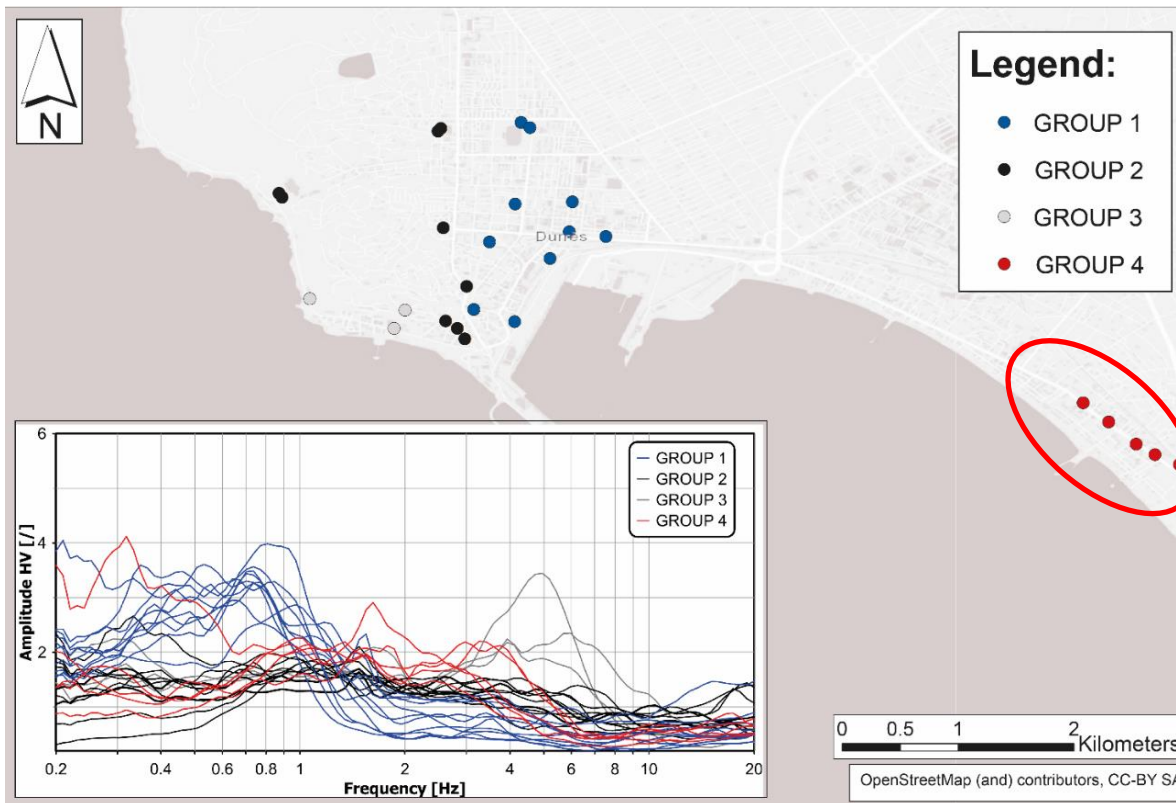 N
Legend:
GROUP 1
GROUP 2
GROUP 3
GROUP 4
Durres
6
4
2
Amplitude HV [/]
GROUP 1
GROUP 2
GROUP 3
GROUP 4
0.2 0.4 0.6 0.8 1 2 4 6 8 10 20
Frequency [Hz]
0 0.5 1 2
Kilometers
OpenStreetMap (and) contributors, CC-BY SA